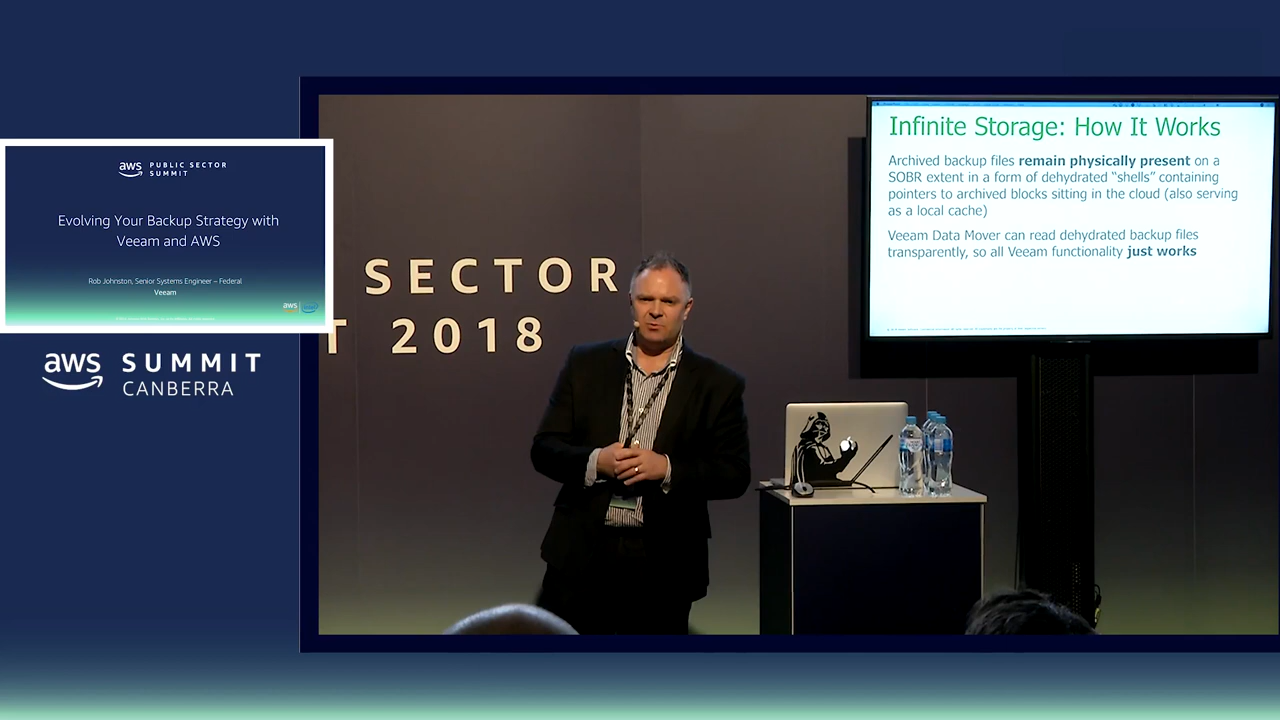 aws PUBLIC SECTOR
SUMMIT
Evolving Your Backup Strategy with
Veeam and AWS
Rob Johnston, Senior Systems Engineer – Federal
Veeam
aws
aws SUMMIT
CANBERRA
SECTOR
T 2018
Infinite Storage: How It Works
Archived backup files remain physically present on a
SOBR extent in a form of dehydrated “shells” containing
pointers to archived blocks sitting in the cloud (also serving
as a local cache)
Veeam Data Mover can read dehydrated backup files
transparently, so all Veeam functionality just works